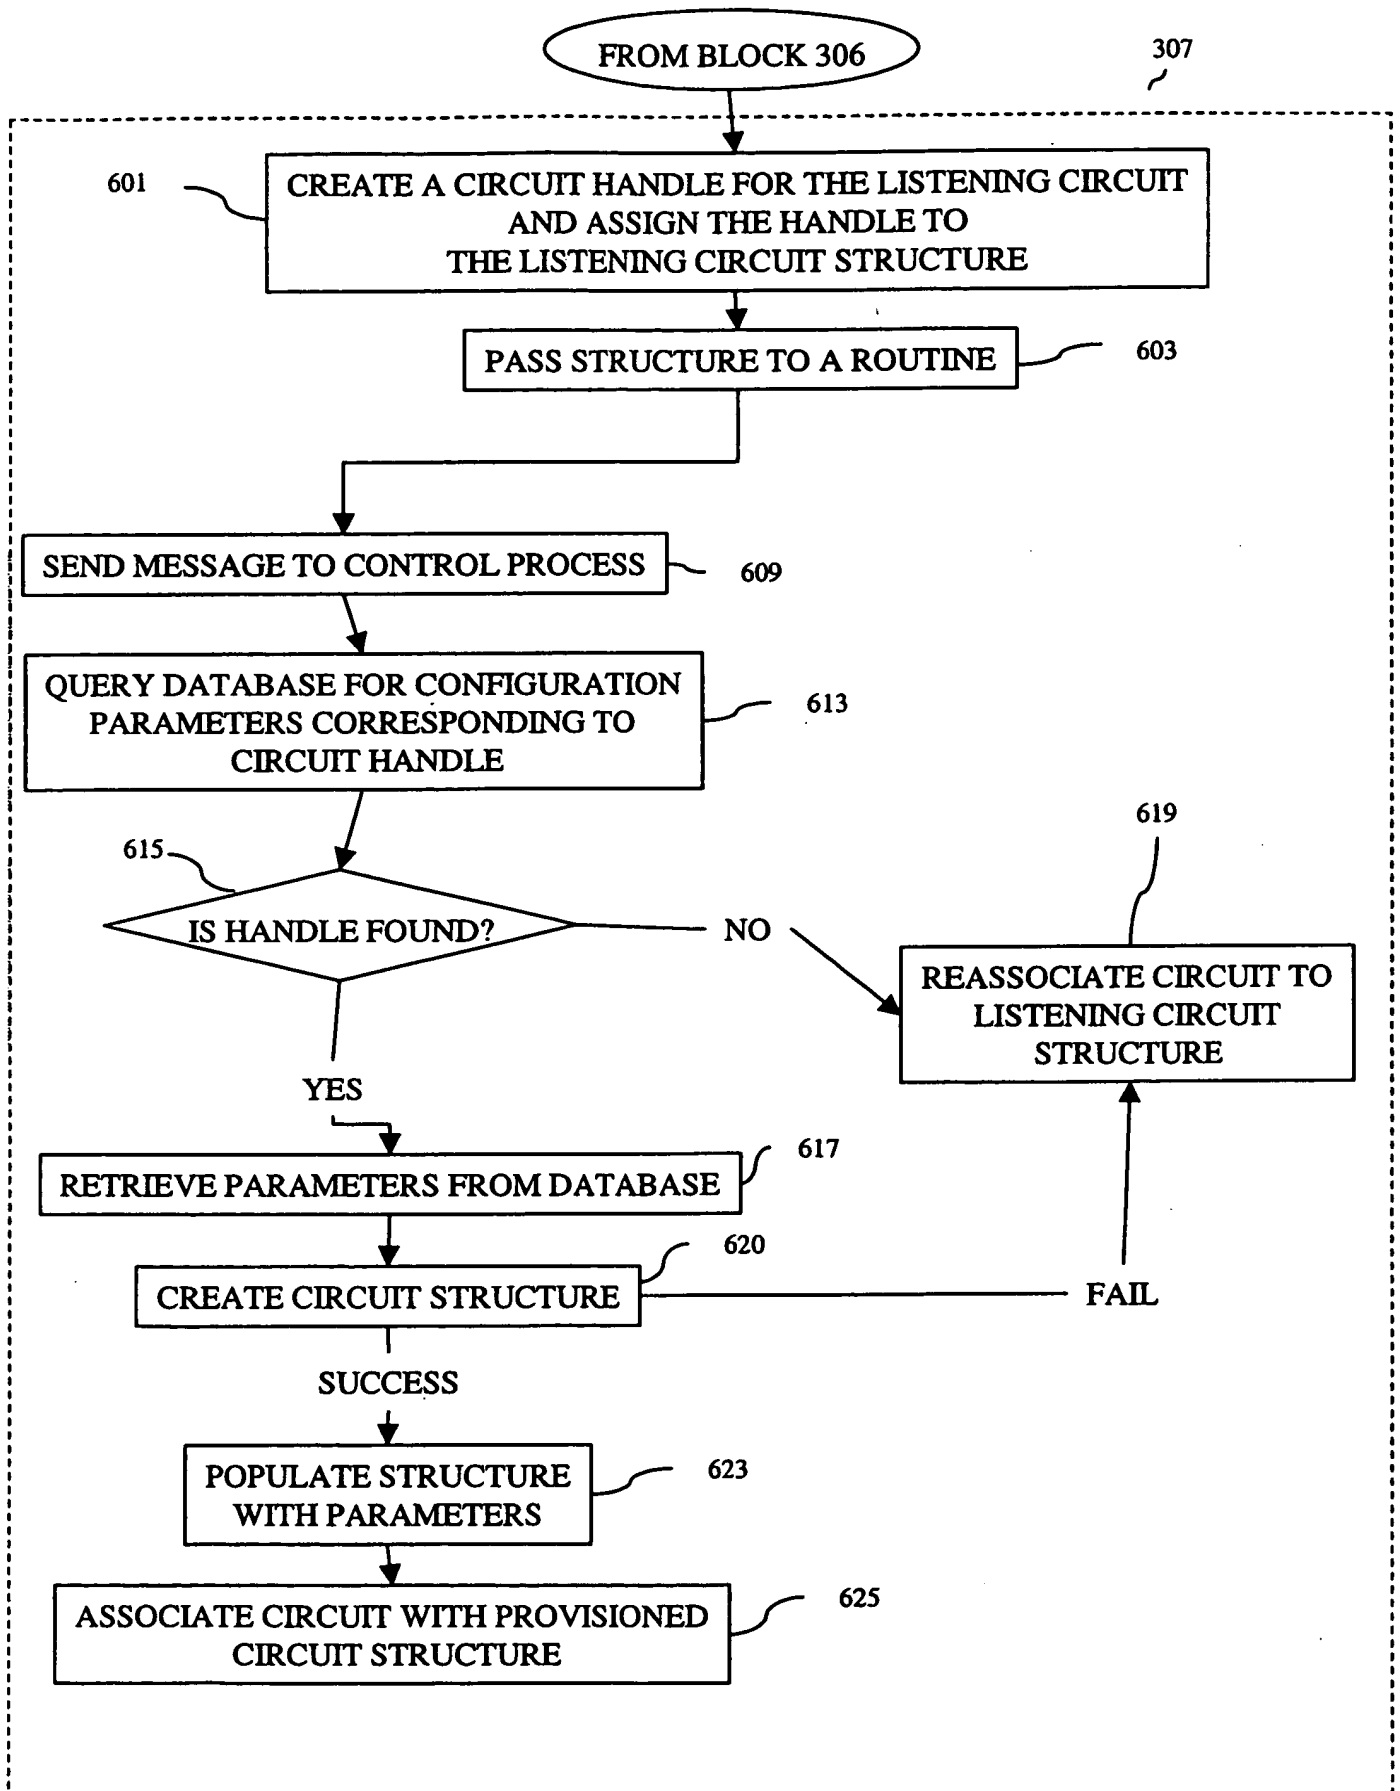 FROM BLOCK 306
307
601
CREATE A CIRCUIT HANDLE FOR THE LISTENING CIRCUIT
AND ASSIGN THE HANDLE TO
THE LISTENING CIRCUIT STRUCTURE
PASS STRUCTURE TO A ROUTINE
603
SEND MESSAGE TO CONTROL PROCESS
609
QUERY DATABASE FOR CONFIGURATION
PARAMETERS CORRESPONDING TO
CIRCUIT HANDLE
613
615
IS HANDLE FOUND?
NO
619
REASSOCIATE CIRCUIT TO
LISTENING CIRCUIT
STRUCTURE
YES
RETRIEVE PARAMETERS FROM DATABASE
617
CREATE CIRCUIT STRUCTURE
620
FAIL
SUCCESS
POPULATE STRUCTURE
WITH PARAMETERS
623
ASSOCIATE CIRCUIT WITH PROVISIONED
CIRCUIT STRUCTURE
625